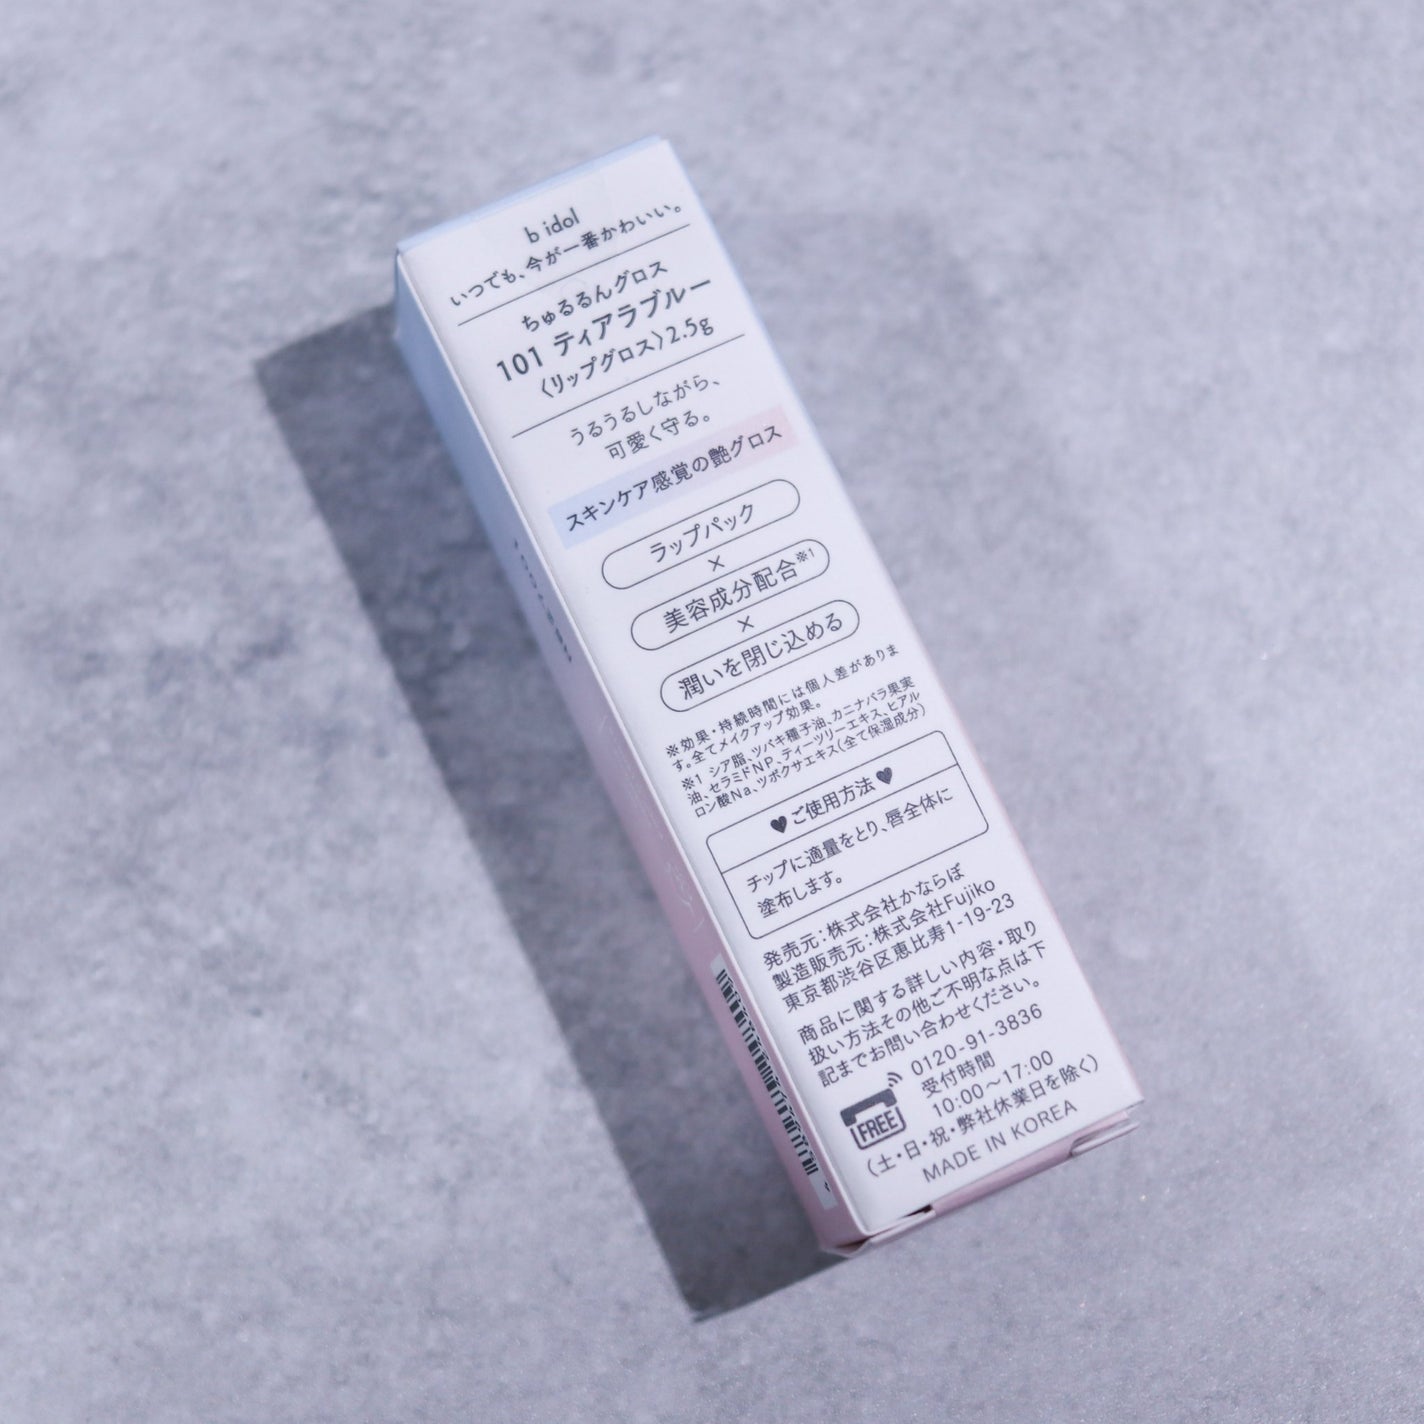 b idol
いつでも、今が一番かわいい。
ちゅるるんグロス
101 ティアラブルー
〈リップグロス〉2.5g
うるうるしながら、
可愛く守る。
スキンケア感覚の艶グロス
ラップパック
×
美容成分配合※1
×
潤いを閉じ込める
※効果・持続時間には個人差がありま
す。全てメイクアップ効果。
※1 シア脂、ツバキ種子油、カニナバラ果実
油、セラミドNP、ティーツリーエキス、ヒアル
ロン酸Na、ツボクサエキス(全て保湿成分)
♥ご使用方法♥
チップに適量をとり、唇全体に
塗布します。
発売元:株式会社かならぼ
製造販売元:株式会社Fujiko
東京都渋谷区恵比寿1-19-23
商品に関する詳しい内容・取り
扱い方法その他ご不明な点は下
記までお問い合わせください。
0120-91-3836
受付時間
10:00～17:00
(土・日・祝・弊社休業日を除く)
FREE
MADE IN KOREA